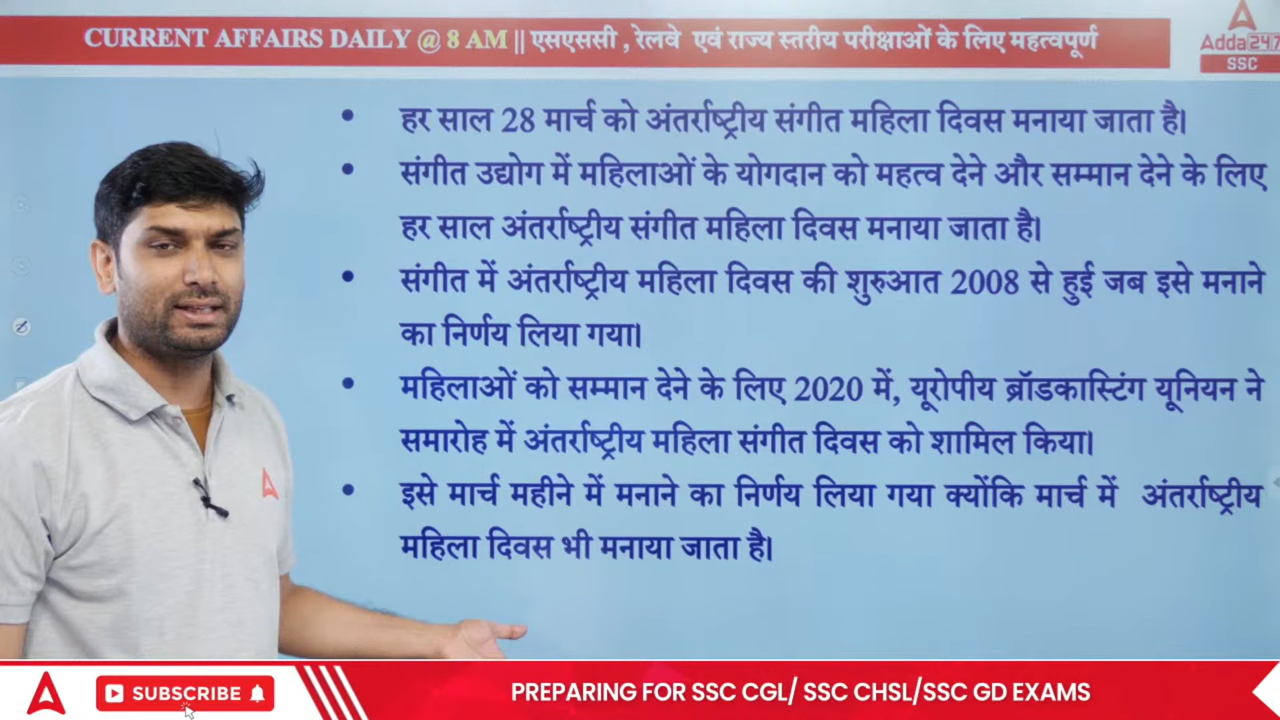 CURRENT AFFAIRS DAILY @ 8 AM || एसएससी , रेलवे एवं राज्य स्तरीय परीक्षाओं के लिए महत्वपूर्ण
Adda247
SSC
• हर साल 28 मार्च को अंतर्राष्ट्रीय संगीत महिला दिवस मनाया जाता है।
• संगीत उद्योग में महिलाओं के योगदान को महत्व देने और सम्मान देने के लिए
हर साल अंतर्राष्ट्रीय संगीत महिला दिवस मनाया जाता है।
• संगीत में अंतर्राष्ट्रीय महिला दिवस की शुरुआत 2008 से हुई जब इसे मनाने
का निर्णय लिया गया।
• महिलाओं को सम्मान देने के लिए 2020 में, यूरोपीय ब्रॉडकास्टिंग यूनियन ने
समारोह में अंतर्राष्ट्रीय महिला संगीत दिवस को शामिल किया।
• इसे मार्च महीने में मनाने का निर्णय लिया गया क्योंकि मार्च में अंतर्राष्ट्रीय
महिला दिवस भी मनाया जाता है।
SUBSCRIBE
PREPARING FOR SSC CGL/ SSC CHSL/SSC GD EXAMS